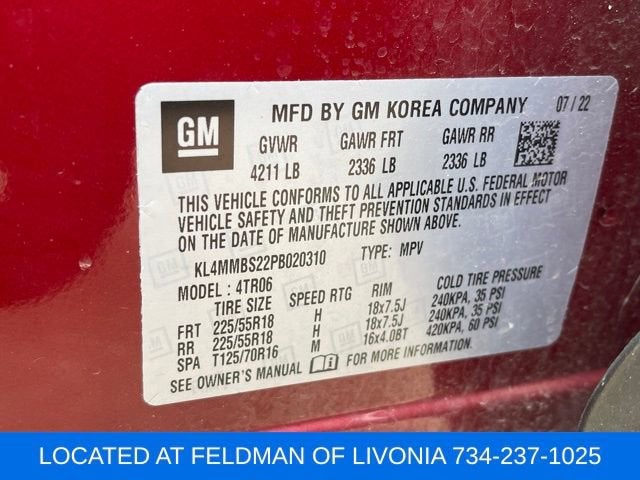 GM
MFD BY GM KOREA COMPANY 07/22
GVWR GAWR FRT GAWR RR
4211 LB 2336 LB 2336 LB
THIS VEHICLE CONFORMS TO ALL APPLICABLE U.S. FEDERAL MOTOR
VEHICLE SAFETY AND THEFT PREVENTION STANDARDS IN EFFECT
ON THE DATE OF MANUFACTURE SHOWN ABOVE.
KL4MMBS22PB020310 TYPE: MPV
MODEL : 4TR06
TIRE SIZE SPEED RTG RIM COLD TIRE PRESSURE
FRT 225/55R18 H 18x7.5J 240KPA, 35 PSI
RR 225/55R18 H 18x7.5J 240KPA, 35 PSI
SPA T125/70R16 M 16x4.0BT 420KPA, 60 PSI
SEE OWNER'S MANUAL FOR MORE INFORMATION
LOCATED AT FELDMAN OF LIVONIA 734-237-1025